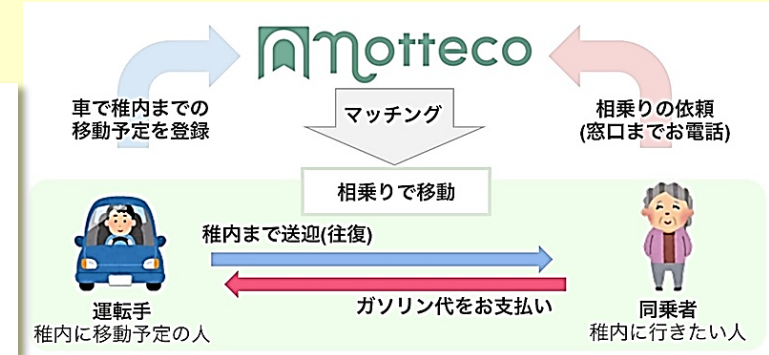 notteco
車で稚内までの
移動予定を登録
マッチング
相乗りの依頼
(窓口までお電話)
相乗りで移動
稚内まで送迎(往復)
ガソリン代をお支払い
運転手
稚内に移動予定の人
同乗者
稚内に行きたい人